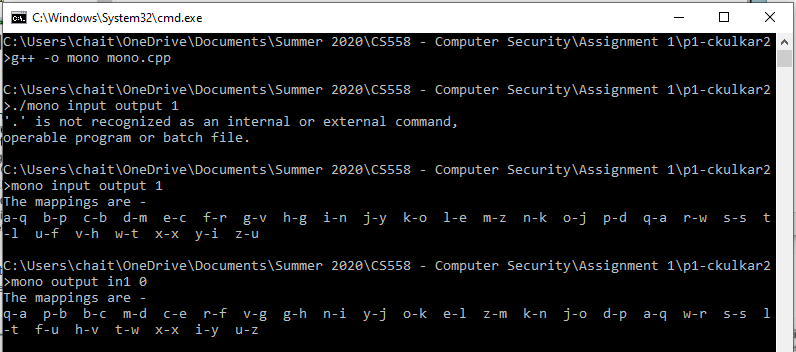 C:\Windows\System32\cmd.exe
C:\Users\chait\OneDrive\Documents\Summer 2020\CS558 - Computer Security\Assignment 1\p1-ckulkar2
>g++ -o mono mono.cpp
C:\Users\chait\OneDrive\Documents\Summer 2020\CS558 - Computer Security\Assignment 1\p1-ckulkar2
>./mono input output 1
'.' is not recognized as an internal or external command,
operable program or batch file.
C:\Users\chait\OneDrive\Documents\Summer 2020\CS558 - Computer Security\Assignment 1\p1-ckulkar2
>mono input output 1
The mappings are -
a-q  b-p  c-b  d-m  e-c  f-r  g-v  h-g  i-n  j-y  k-o  l-e  m-z  n-k  o-j  p-d  q-a  r-w  s-s  t
-l  u-f  v-h  w-t  x-x  y-i  z-u
C:\Users\chait\OneDrive\Documents\Summer 2020\CS558 - Computer Security\Assignment 1\p1-ckulkar2
>mono output in1 0
The mappings are -
q-a  p-b  b-c  m-d  c-e  r-f  v-g  g-h  n-i  y-j  o-k  e-l  z-m  k-n  j-o  d-p  a-q  w-r  s-s  l
-t  f-u  h-v  t-w  x-x  i-y  u-z